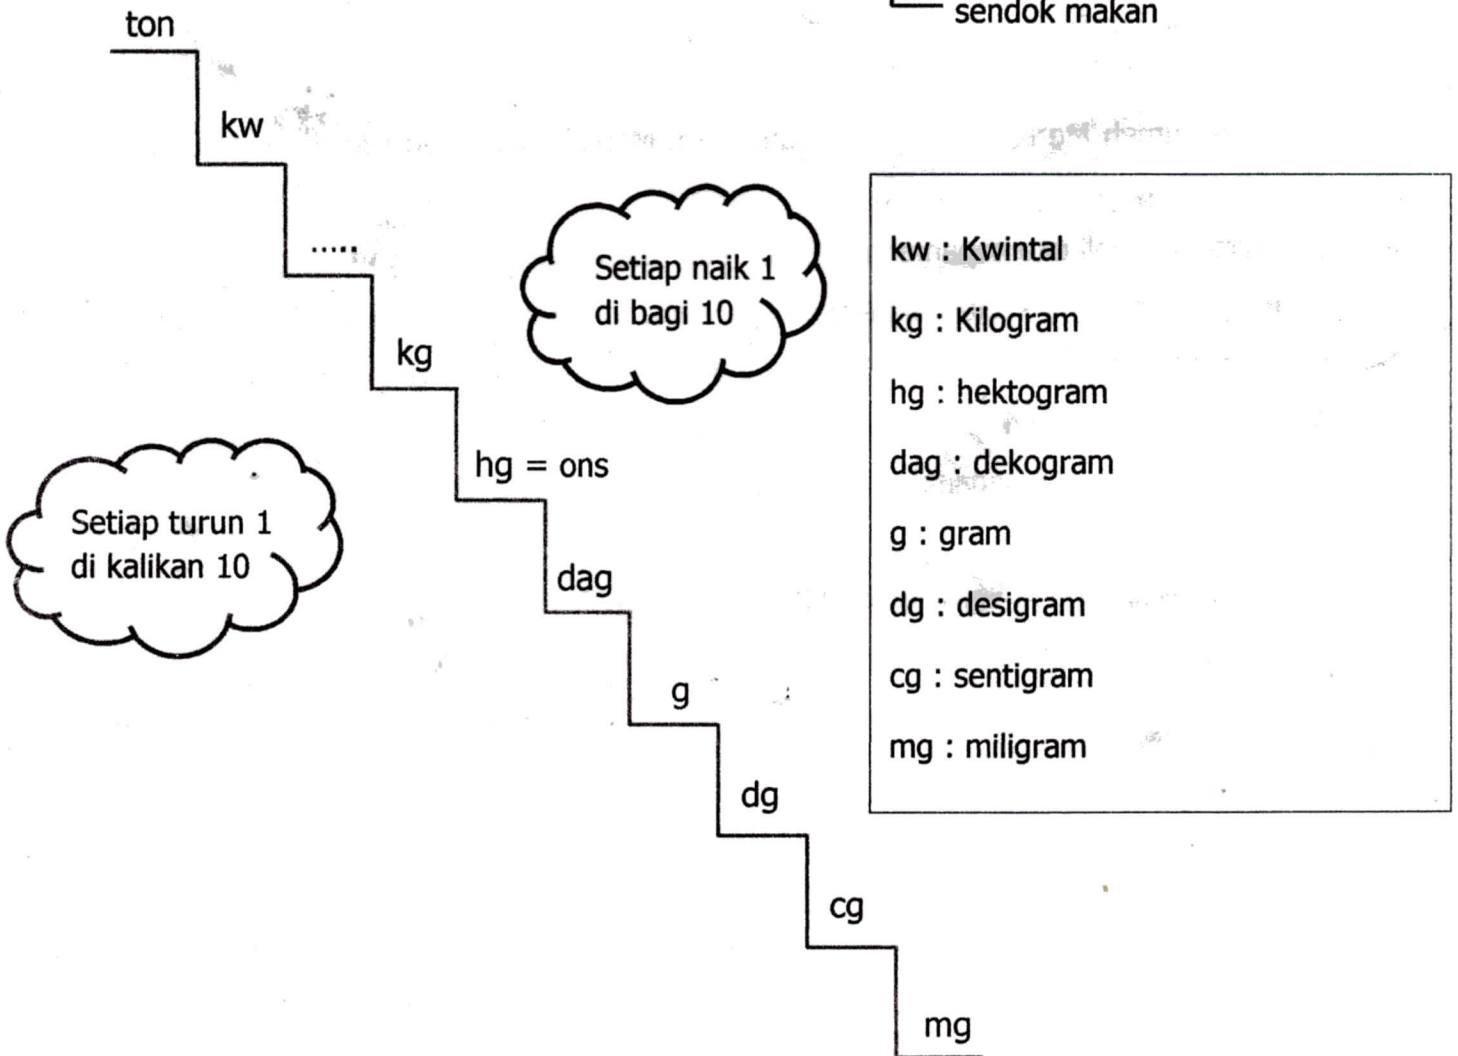 sendok makan
ton
kw
.....
kg
hg = ons
dag
g
dg
cg
mg
Setiap naik 1
di bagi 10
Setiap turun 1
di kalikan 10
kw : Kwintal
kg : Kilogram
hg : hektogram
dag : dekogram
g : gram
dg : desigram
cg : sentigram
mg : miligram